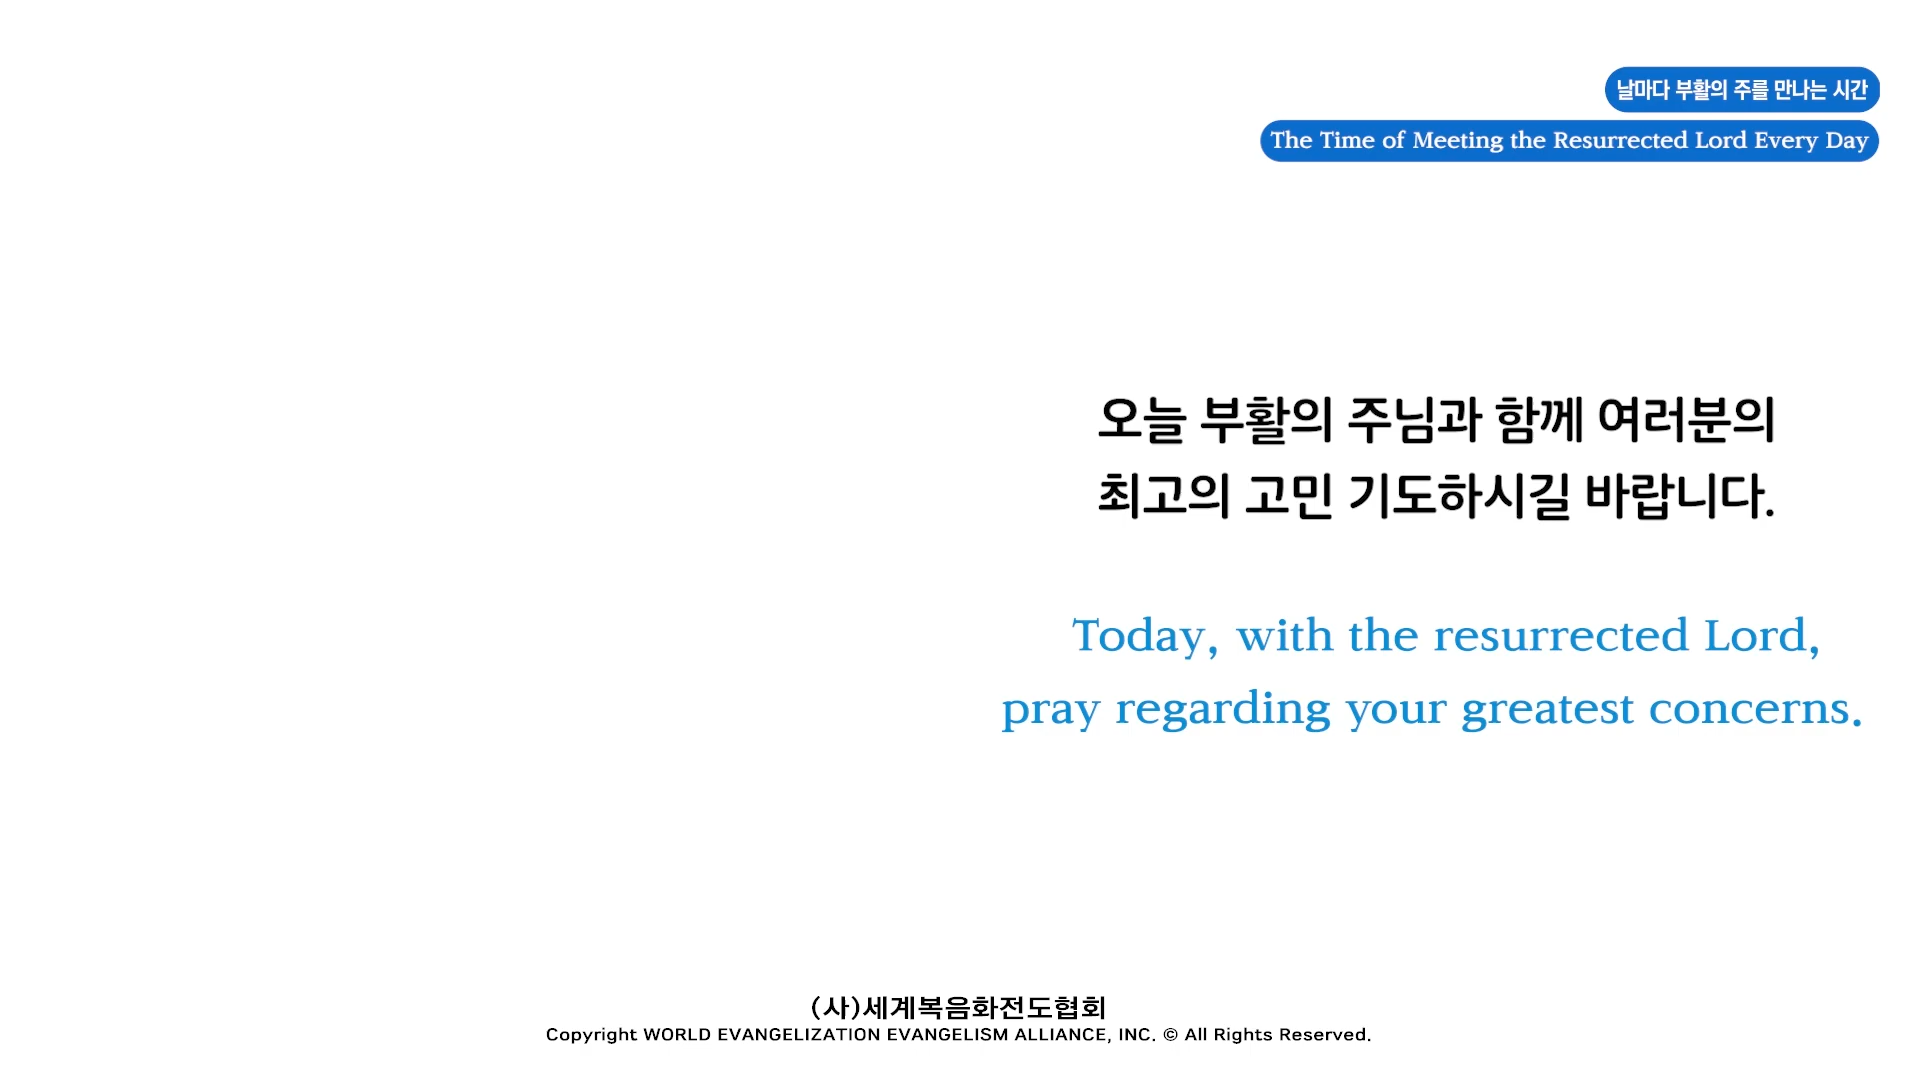 날마다 부활의 주를 만나는 시간
The Time of Meeting the Resurrected Lord Every Day
오늘 부활의 주님과 함께 여러분의
최고의 고민 기도하시길 바랍니다.
Today, with the resurrected Lord,
pray regarding your greatest concerns.
(사)세계복음화전도협회
Copyright WORLD EVANGELIZATION EVANGELISM ALLIANCE, INC. © All Rights Reserved.